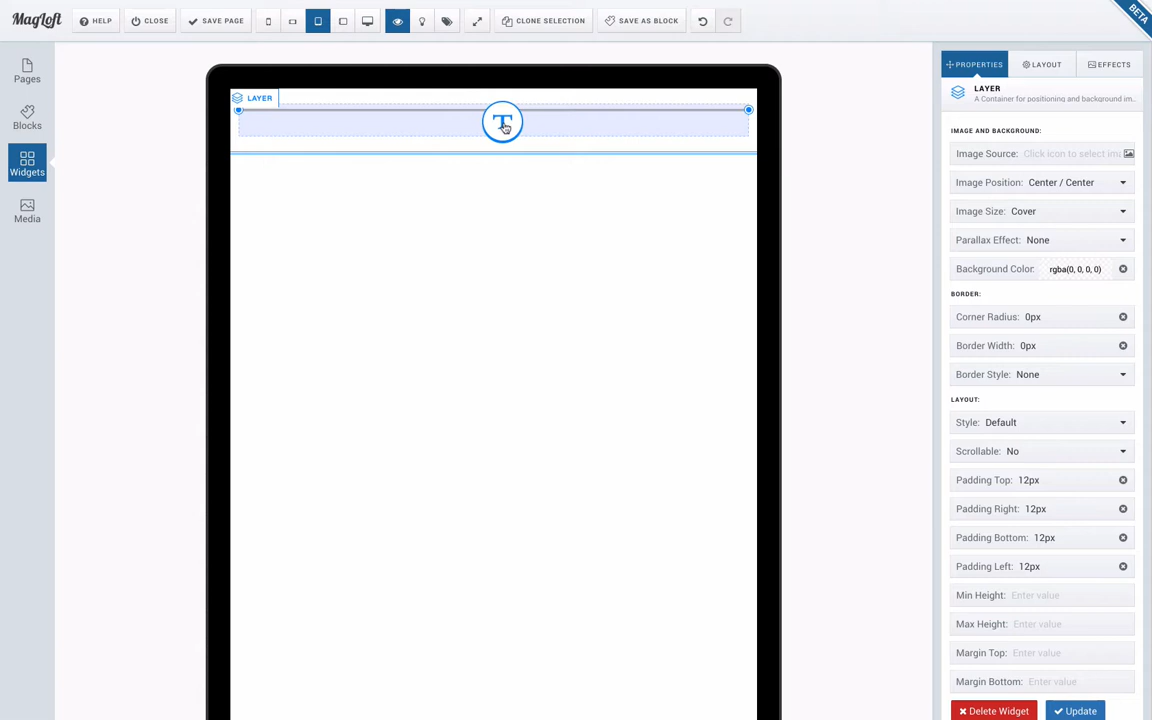 MagLoft
HELP
CLOSE
SAVE PAGE
CLONE SELECTION
SAVE AS BLOCK
BETA
Pages
Blocks
Widgets
Media
LAYER
T
PROPERTIES
LAYOUT
EFFECTS
LAYER
A Container for positioning and background im...
IMAGE AND BACKGROUND:
Image Source: Click icon to select ima
Image Position: Center / Center
Image Size: Cover
Parallax Effect: None
Background Color: rgba(0, 0, 0, 0)
BORDER:
Corner Radius: 0px
Border Width: 0px
Border Style: None
LAYOUT:
Style: Default
Scrollable: No
Padding Top: 12px
Padding Right: 12px
Padding Bottom: 12px
Padding Left: 12px
Min Height: Enter value
Max Height: Enter value
Margin Top: Enter value
Margin Bottom: Enter value
Delete Widget
Update